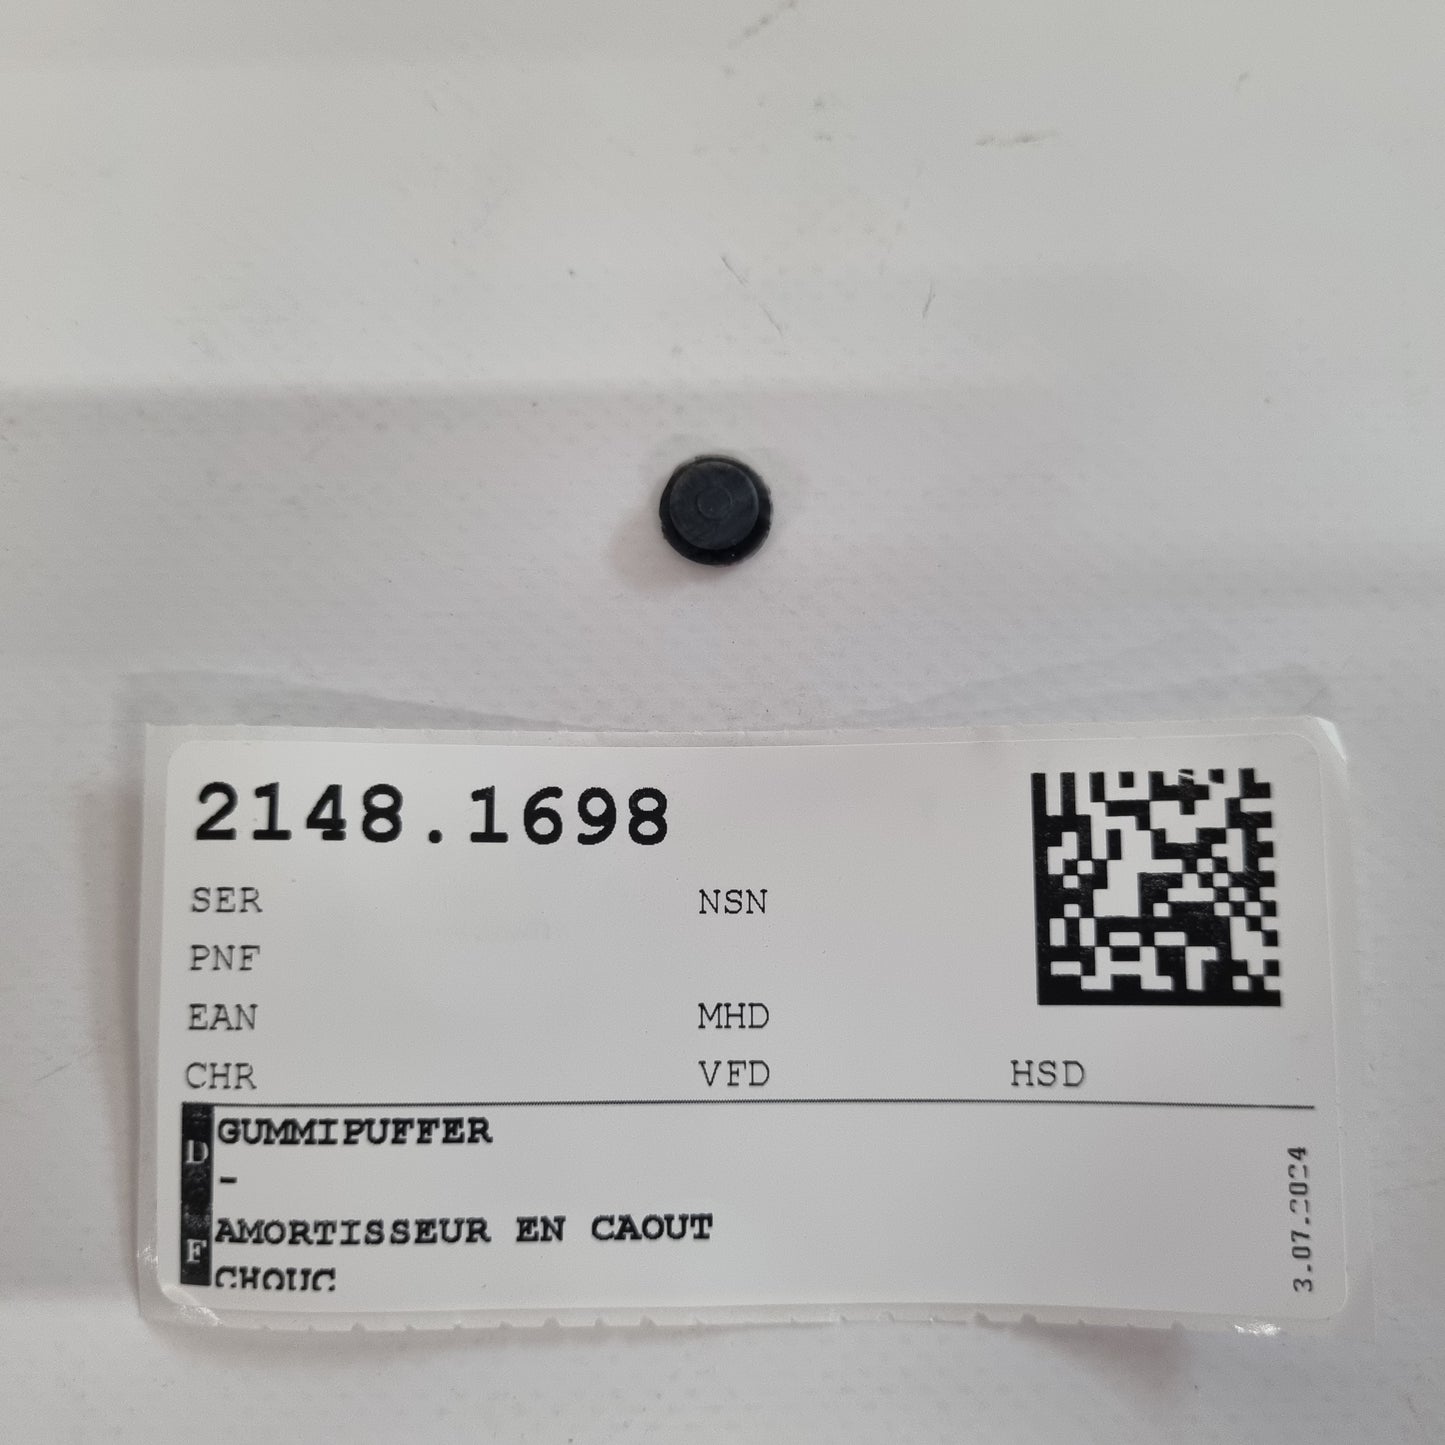 2148.1698
SER NSN
PNF
EAN MHD
CHR VFD HSD
D GUMMIPUFFER
-
F AMORTISSEUR EN CAOUT
CHOUC
3.07.2024